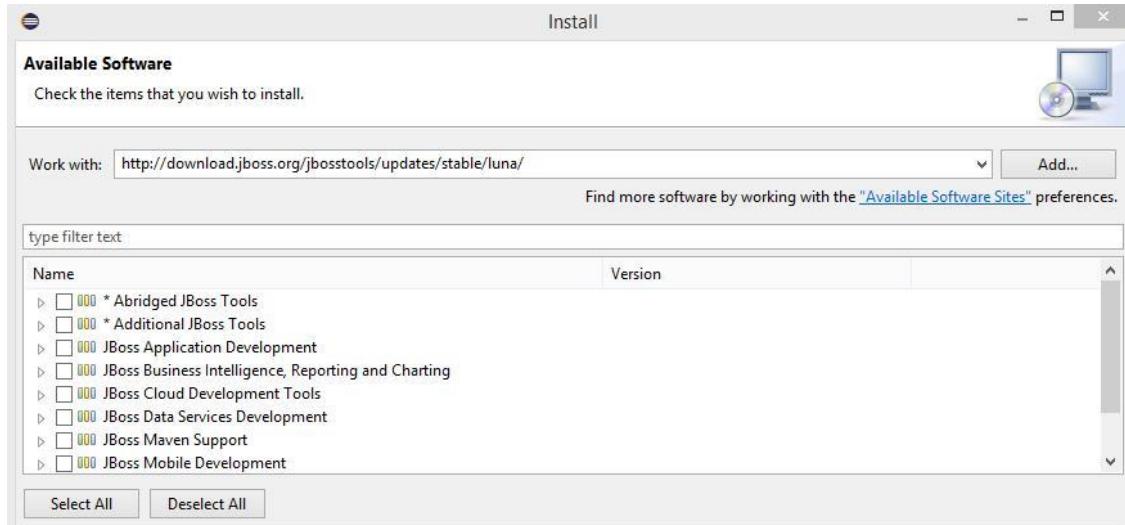 Install
Available Software
Check the items that you wish to install.
Work with: http://download.jboss.org/jbosstools/updates/stable/luna/ Add...
Find more software by working with the "Available Software Sites" preferences.
type filter text
Name Version
* Abridged JBoss Tools
* Additional JBoss Tools
JBoss Application Development
JBoss Business Intelligence, Reporting and Charting
JBoss Cloud Development Tools
JBoss Data Services Development
JBoss Maven Support
JBoss Mobile Development
Select All Deselect All